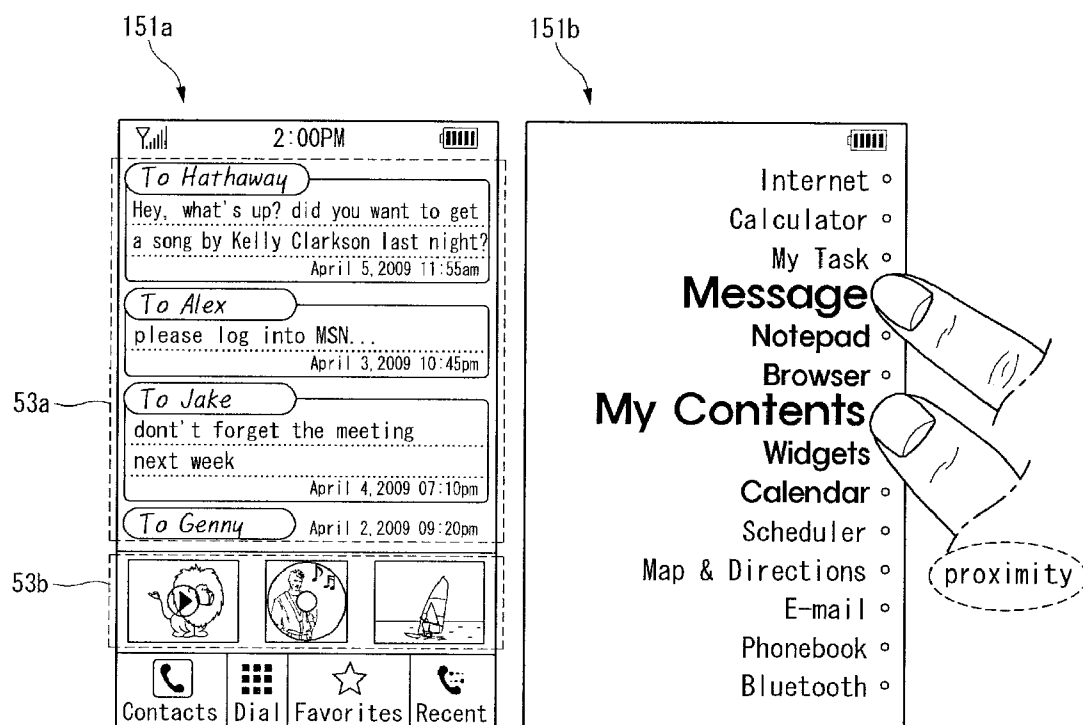 151a
151b
2:00PM
To Hathaway
Hey, what's up? did you want to get
a song by Kelly Clarkson last night?
April 5,2009 11:55am
To Alex
please log into MSN...
April 3,2009 10:45pm
53a
To Jake
dont't forget the meeting
next week
April 4,2009 07:10pm
To Genny
April 2,2009 09:20pm
53b
Contacts
Dial
Favorites
Recent
Internet
Calculator
My Task
Message
Notepad
Browser
My Contents
Widgets
Calendar
Scheduler
Map & Directions
E-mail
Phonebook
Bluetooth
proximity